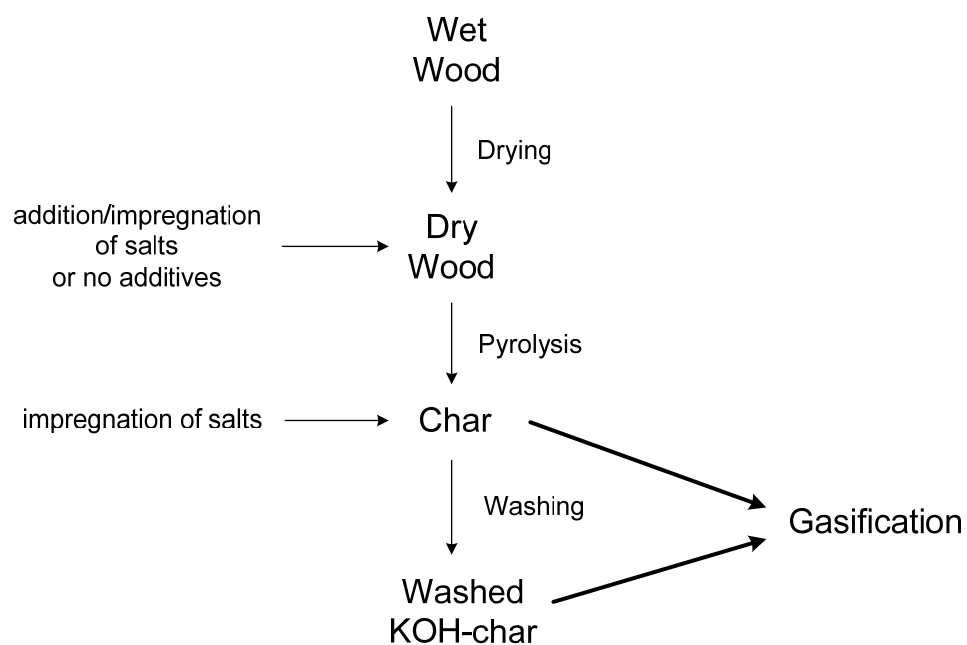 Wet
Wood
Drying
addition/impregnation
of salts
or no additives
Dry
Wood
Pyrolysis
impregnation of salts
Char
Washing
Gasification
Washed
KOH-char